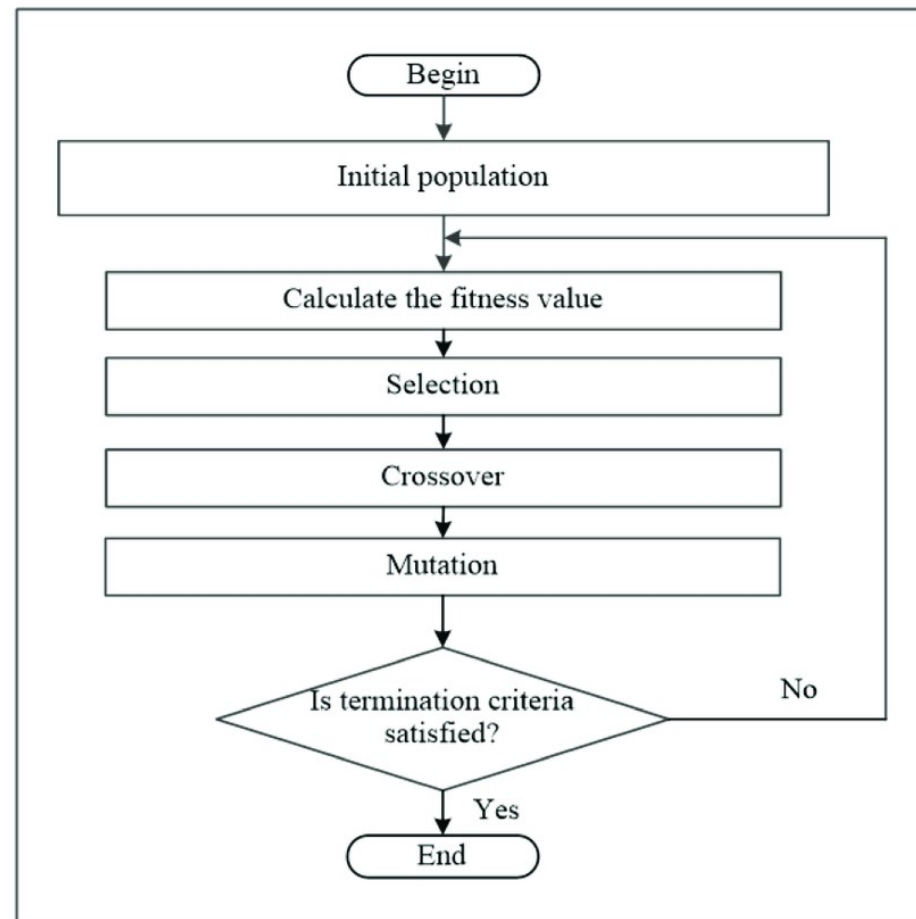 Begin
Initial population
Calculate the fitness value
Selection
Crossover
Mutation
Is termination criteria
satisfied?
No
Yes
End